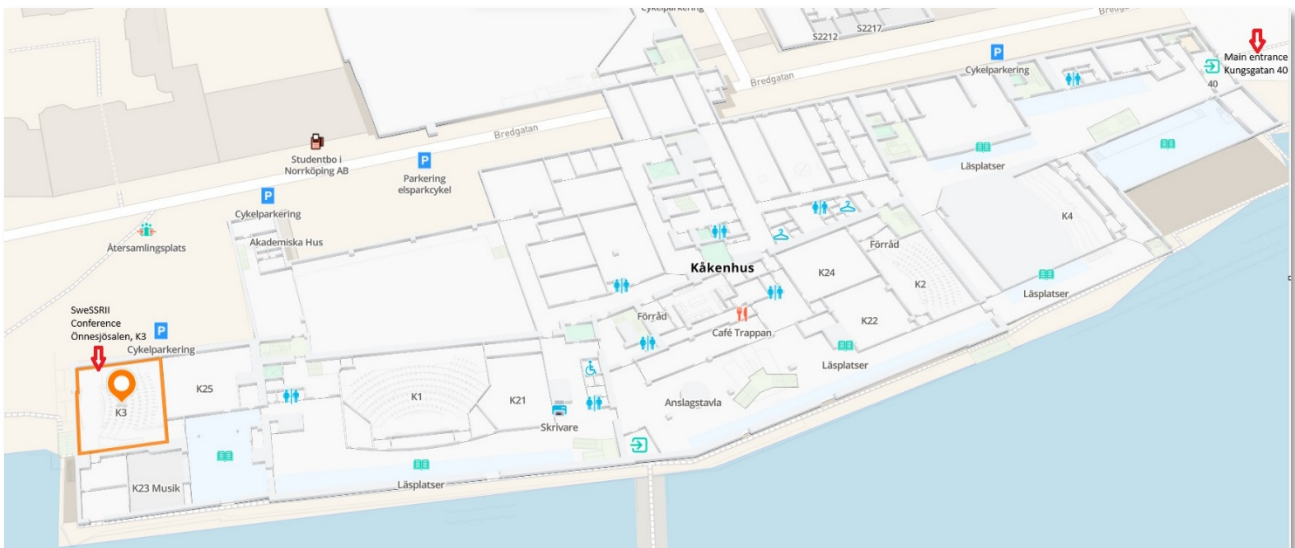 Cykelparkering
S2212
S2217
Bredgatan
Main entrance
Kungsgatan 40
40
P
Cykelparkering
Bredgatan
Studentbo i
Norrköping AB
P
Parkering
elsparkcykel
P
Cykelparkering
Akademiska Hus
Återsamlingsplats
Läsplatser
K4
Förråd
K24
K2
Kåkenhus
Läsplatser
SweSSRII
Conference
Önnesjösalen, K3
P
Cykelparkering
Förråd
Café Trappan
K22
Läsplatser
K3
K25
K1
K21
Skrivare
Anslagstavla
K23 Musik
Läsplatser